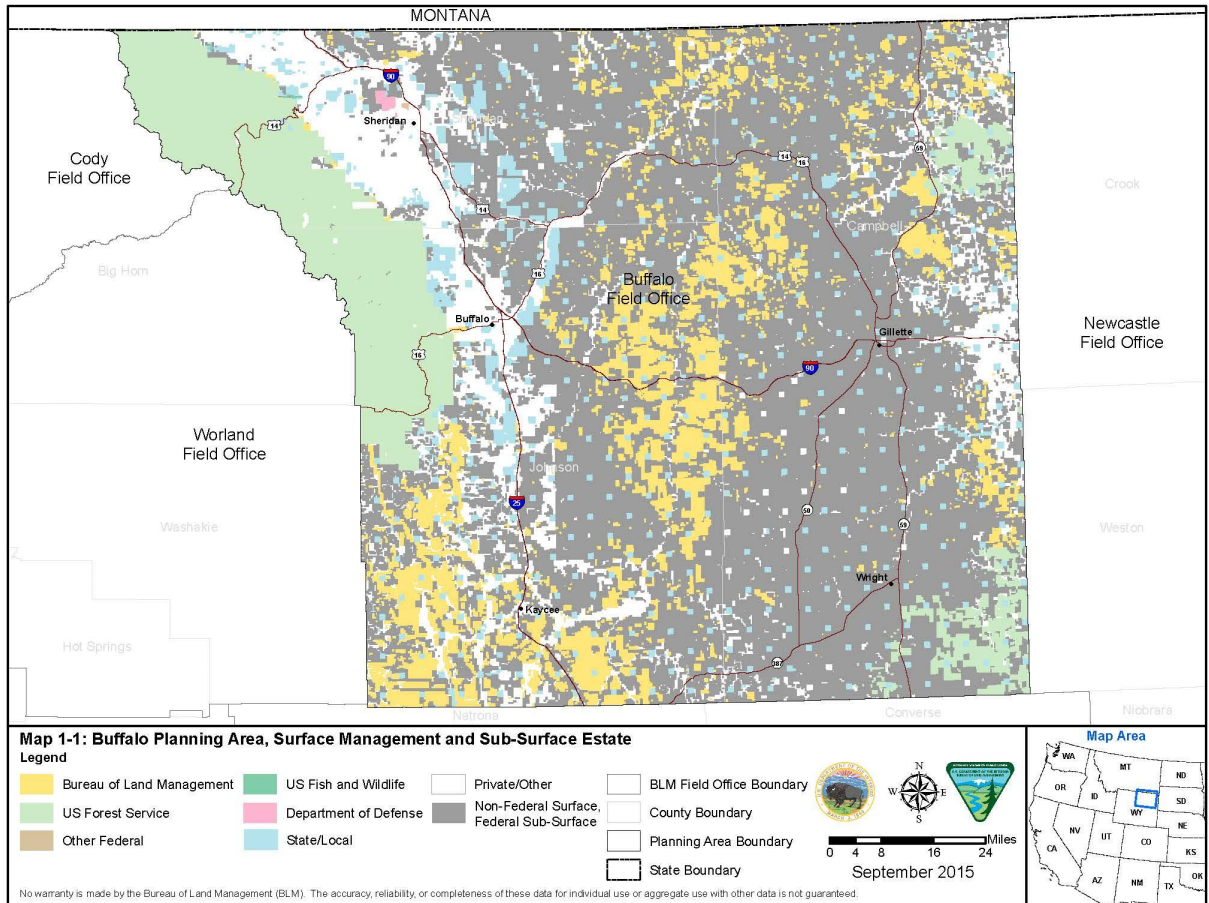 MONTANA
90
14
Sheridan
59
14
16
Cody
Field Office
Crook
14
Campbell
Big Horn
16
Buffalo
Field Office
Buffalo
Gillette
Newcastle
Field Office
16
90
Worland
Field Office
Johnson
25
50
59
Washakie
Weston
Wright
Kaycee
Hot Springs
387
Natrona
Converse
Niobrara
Map 1-1: Buffalo Planning Area, Surface Management and Sub-Surface Estate
Legend
Bureau of Land Management
US Forest Service
Other Federal
US Fish and Wildlife
Department of Defense
State/Local
Private/Other
Non-Federal Surface,
Federal Sub-Surface
BLM Field Office Boundary
County Boundary
Planning Area Boundary
State Boundary
N
W
E
S
Miles
0 4 8 16 24
September 2015
No warranty is made by the Bureau of Land Management (BLM). The accuracy, reliability, or completeness of these data for individual use or aggregate use with other data is not guaranteed.
Map Area
WA
MT
ND
OR
ID
SD
WY
NE
NV
UT
CO
KS
CA
OK
AZ
NM
TX